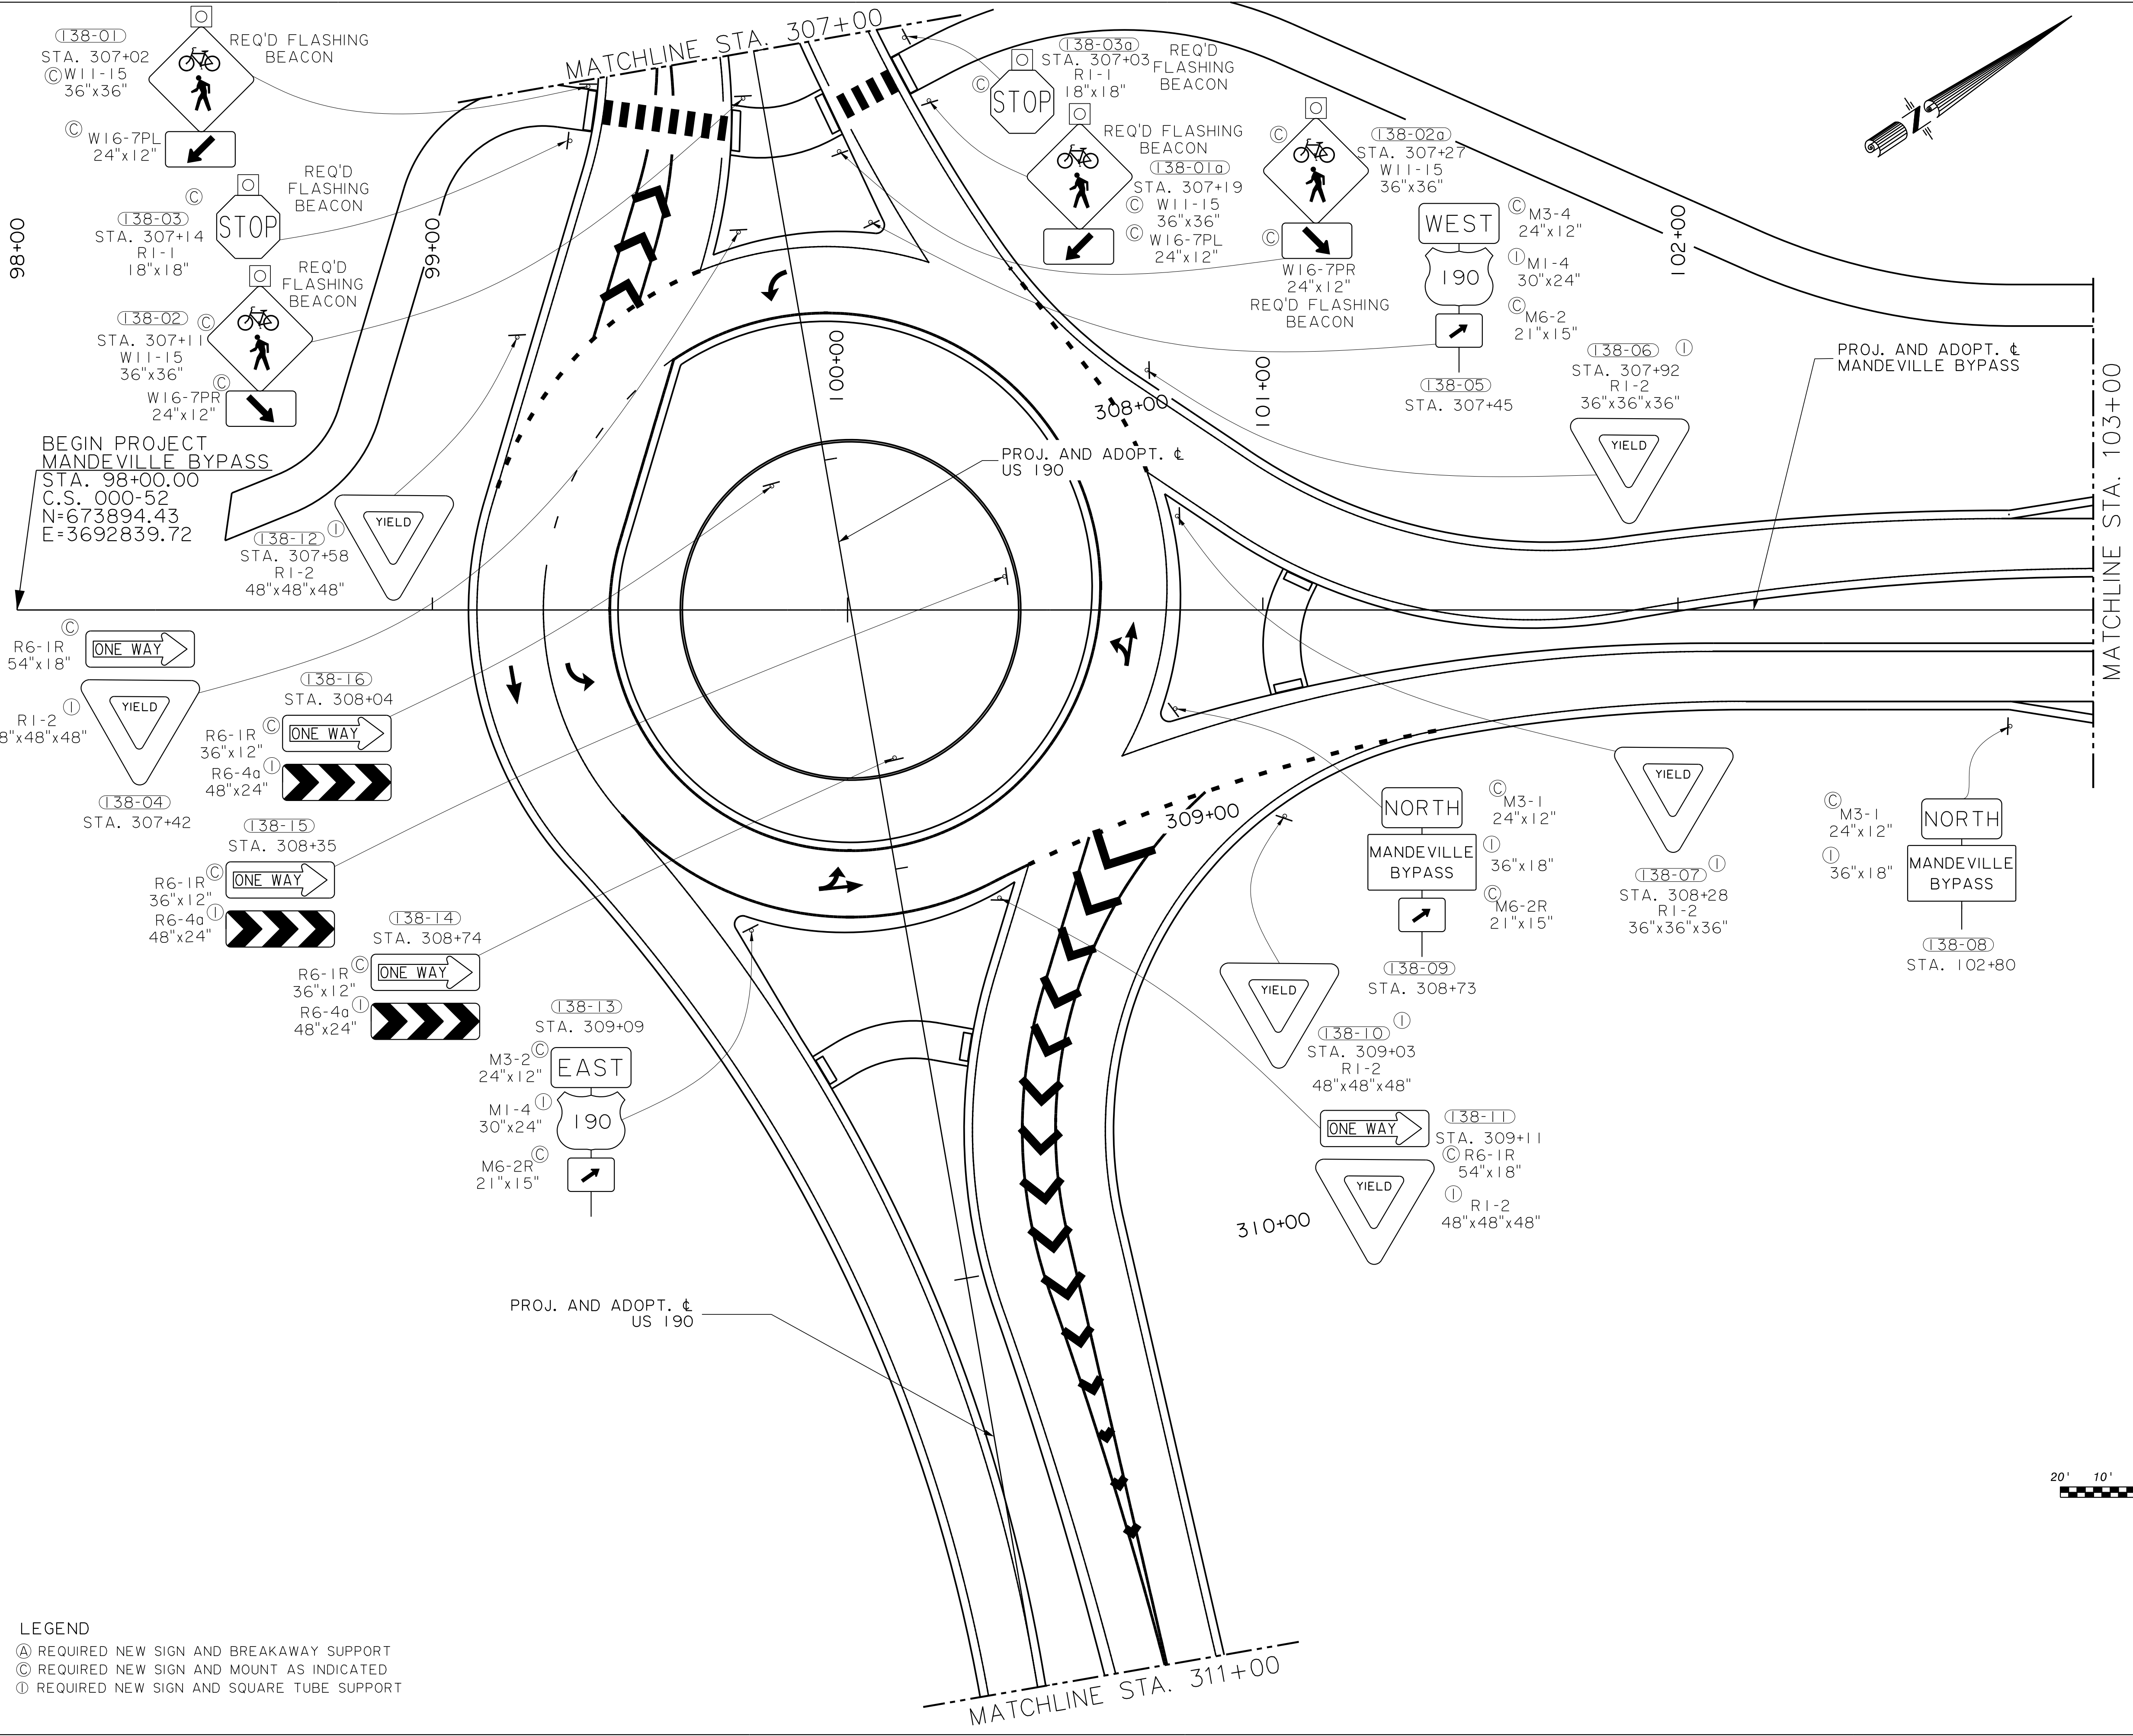 MATCHLINE STA. 307+00
138-01
STA. 307+02
Ⓒ W11-15
36"x36"
REQ'D FLASHING
BEACON
Ⓒ W16-7PL
24"x12"
Ⓒ
138-03
STA. 307+14
R1-1
18"x18"
STOP
REQ'D
FLASHING
BEACON
138-02 Ⓒ
STA. 307+11
W11-15
36"x36"
REQ'D
FLASHING
BEACON
Ⓒ
W16-7PR
24"x12"
98+00
99+00
100+00
101+00
102+00
BEGIN PROJECT
MANDEVILLE BYPASS
STA. 98+00.00
C.S. 000-52
N=673894.43
E=3692839.72
138-03a
STA. 307+03
R1-1
18"x18"
Ⓒ
STOP
REQ'D
FLASHING
BEACON
REQ'D FLASHING
BEACON
138-01a
STA. 307+19
Ⓒ W11-15
36"x36"
Ⓒ W16-7PL
24"x12"
Ⓒ
138-02a
STA. 307+27
W11-15
36"x36"
Ⓒ
W16-7PR
24"x12"
REQ'D FLASHING
BEACON
WEST
190
Ⓒ M3-4
24"x12"
Ⓘ M1-4
30"x24"
Ⓒ M6-2
21"x15"
138-05
STA. 307+45
138-06 Ⓘ
STA. 307+92
R1-2
36"x36"x36"
YIELD
PROJ. AND ADOPT. ℄
MANDEVILLE BYPASS
MATCHLINE STA. 103+00
308+00
PROJ. AND ADOPT. ℄
US 190
YIELD
138-12 Ⓘ
STA. 307+58
R1-2
48"x48"x48"
Ⓒ
R6-1R
54"x18"
ONE WAY
YIELD
Ⓘ
R1-2
8"x48"x48"
138-04
STA. 307+42
138-16
STA. 308+04
R6-1R Ⓒ
36"x12"
ONE WAY
R6-4a Ⓘ
48"x24"
138-15
STA. 308+35
R6-1R Ⓒ
36"x12"
ONE WAY
R6-4a Ⓘ
48"x24"
138-14
STA. 308+74
R6-1R Ⓒ
36"x12"
ONE WAY
R6-4a Ⓘ
48"x24"
138-13
STA. 309+09
M3-2 Ⓒ
24"x12"
EAST
M1-4 Ⓘ
30"x24"
190
M6-2R Ⓒ
21"x15"
309+00
NORTH
Ⓒ M3-1
24"x12"
MANDEVILLE
BYPASS
Ⓘ
36"x18"
Ⓒ M6-2R
21"x15"
138-09
STA. 308+73
YIELD
138-07 Ⓘ
STA. 308+28
R1-2
36"x36"x36"
Ⓒ M3-1
24"x12"
NORTH
Ⓘ
36"x18"
MANDEVILLE
BYPASS
138-08
STA. 102+80
YIELD
138-10 Ⓘ
STA. 309+03
R1-2
48"x48"x48"
ONE WAY
138-11
STA. 309+11
Ⓒ R6-1R
54"x18"
YIELD
Ⓘ R1-2
48"x48"x48"
310+00
PROJ. AND ADOPT. ℄
US 190
20' 10'
LEGEND
Ⓐ REQUIRED NEW SIGN AND BREAKAWAY SUPPORT
Ⓒ REQUIRED NEW SIGN AND MOUNT AS INDICATED
Ⓘ REQUIRED NEW SIGN AND SQUARE TUBE SUPPORT
MATCHLINE STA. 311+00